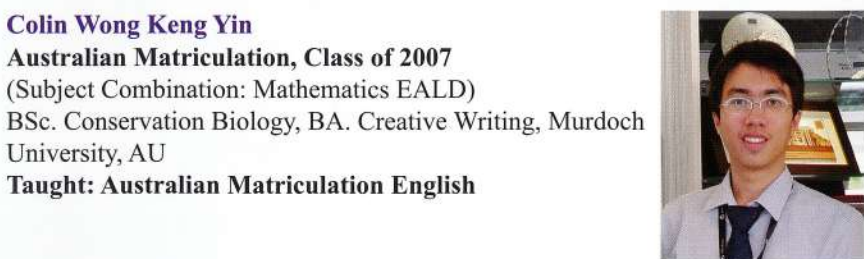 Colin Wong Keng Yin
Australian Matriculation, Class of 2007
(Subject Combination: Mathematics EALD)
BSc. Conservation Biology, BA. Creative Writing, Murdoch
University, AU
Taught: Australian Matriculation English